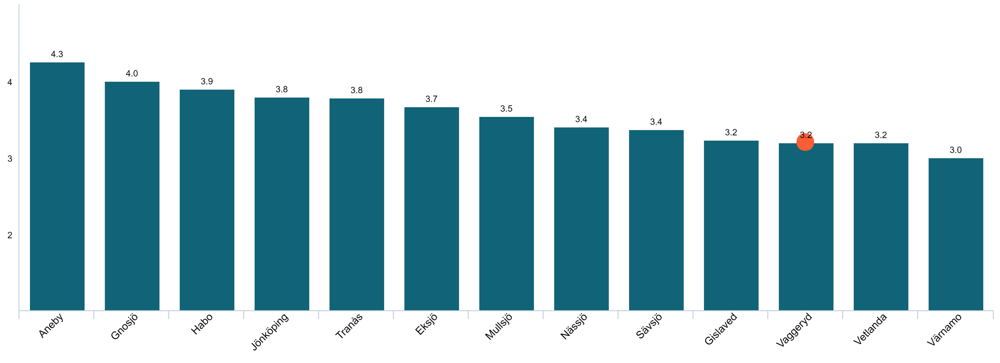 4.3
4.0
3.9
3.8
3.8
3.7
3.5
3.4
3.4
3.2
3.2
3.2
3.0
4
3
2
Aneby
Gnosjö
Habo
Jönköping
Tranås
Eksjö
Mullsjö
Nässjö
Sävsjö
Gislaved
Vaggeryd
Vetlanda
Värnamo